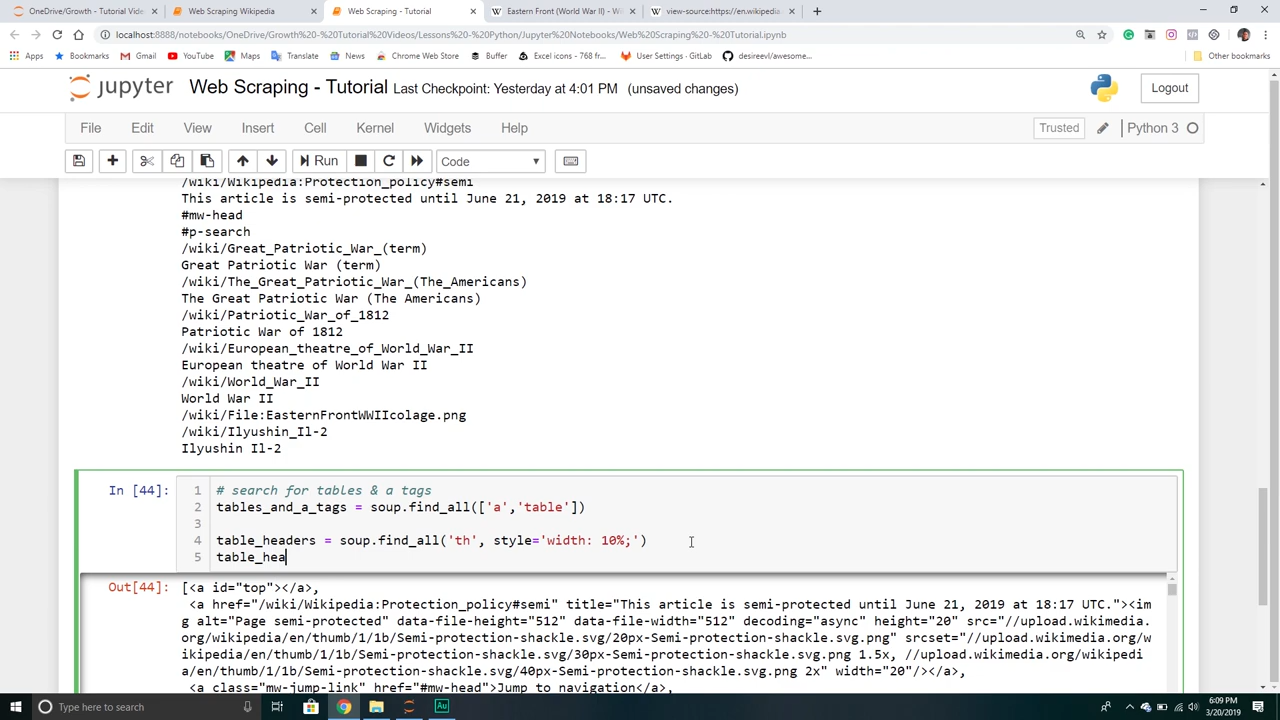 OneDrive/Growth - Tutorial Vide
Web Scraping Wikipedia
Web Scraping - Tutorial
Eastern Front (World War II) - Wi
view-source:https://en.wikipedia.
localhost:8888/notebooks/OneDrive/Growth%20-%20Tutorial%20Videos/Lessons%20-%20Python/Jupyter%20Notebooks/Web%20Scraping%20-%20Tutorial.ipynb
Apps Bookmarks Gmail YouTube Maps Translate News Chrome Web Store Buffer Excel icons - 768 fr... User Settings · GitLab desireevl/awesome... Other bookmarks
jupyter Web Scraping - Tutorial Last Checkpoint: Yesterday at 4:01 PM (unsaved changes) Logout
File Edit View Insert Cell Kernel Widgets Help Trusted Python 3
Run Code
/wiki/Wikipedia:Protection_policy#semi
This article is semi-protected until June 21, 2019 at 18:17 UTC.
#mw-head
#p-search
/wiki/Great_Patriotic_War_(term)
Great Patriotic War (term)
/wiki/The_Great_Patriotic_War_(The_Americans)
The Great Patriotic War (The Americans)
/wiki/Patriotic_War_of_1812
Patriotic War of 1812
/wiki/European_theatre_of_World_War_II
European theatre of World War II
/wiki/World_War_II
World War II
/wiki/File:EasternFrontWWIIcolage.png
/wiki/Ilyushin_Il-2
Ilyushin Il-2
In [44]: 1 # search for tables & a tags
2 tables_and_a_tags = soup.find_all(['a','table'])
3
4 table_headers = soup.find_all('th', style='width: 10%;')
5 table_hea
Out[44]: [<a id="top"></a>,
<a href="/wiki/Wikipedia:Protection_policy#semi" title="This article is semi-protected until June 21, 2019 at 18:17 UTC."><im
g alt="Page semi-protected" data-file-height="512" data-file-width="512" decoding="async" height="20" src="//upload.wikimedia.
org/wikipedia/en/thumb/1/1b/Semi-protection-shackle.svg/20px-Semi-protection-shackle.svg.png" srcset="//upload.wikimedia.org/w
ikipedia/en/thumb/1/1b/Semi-protection-shackle.svg/30px-Semi-protection-shackle.svg.png 1.5x, //upload.wikimedia.org/wikipedi
a/en/thumb/1/1b/Semi-protection-shackle.svg/40px-Semi-protection-shackle.svg.png 2x" width="20"/></a>,
<a class="mw-jump-link" href="#mw-head">Jump to navigation</a>,
Type here to search
6:09 PM
3/20/2019